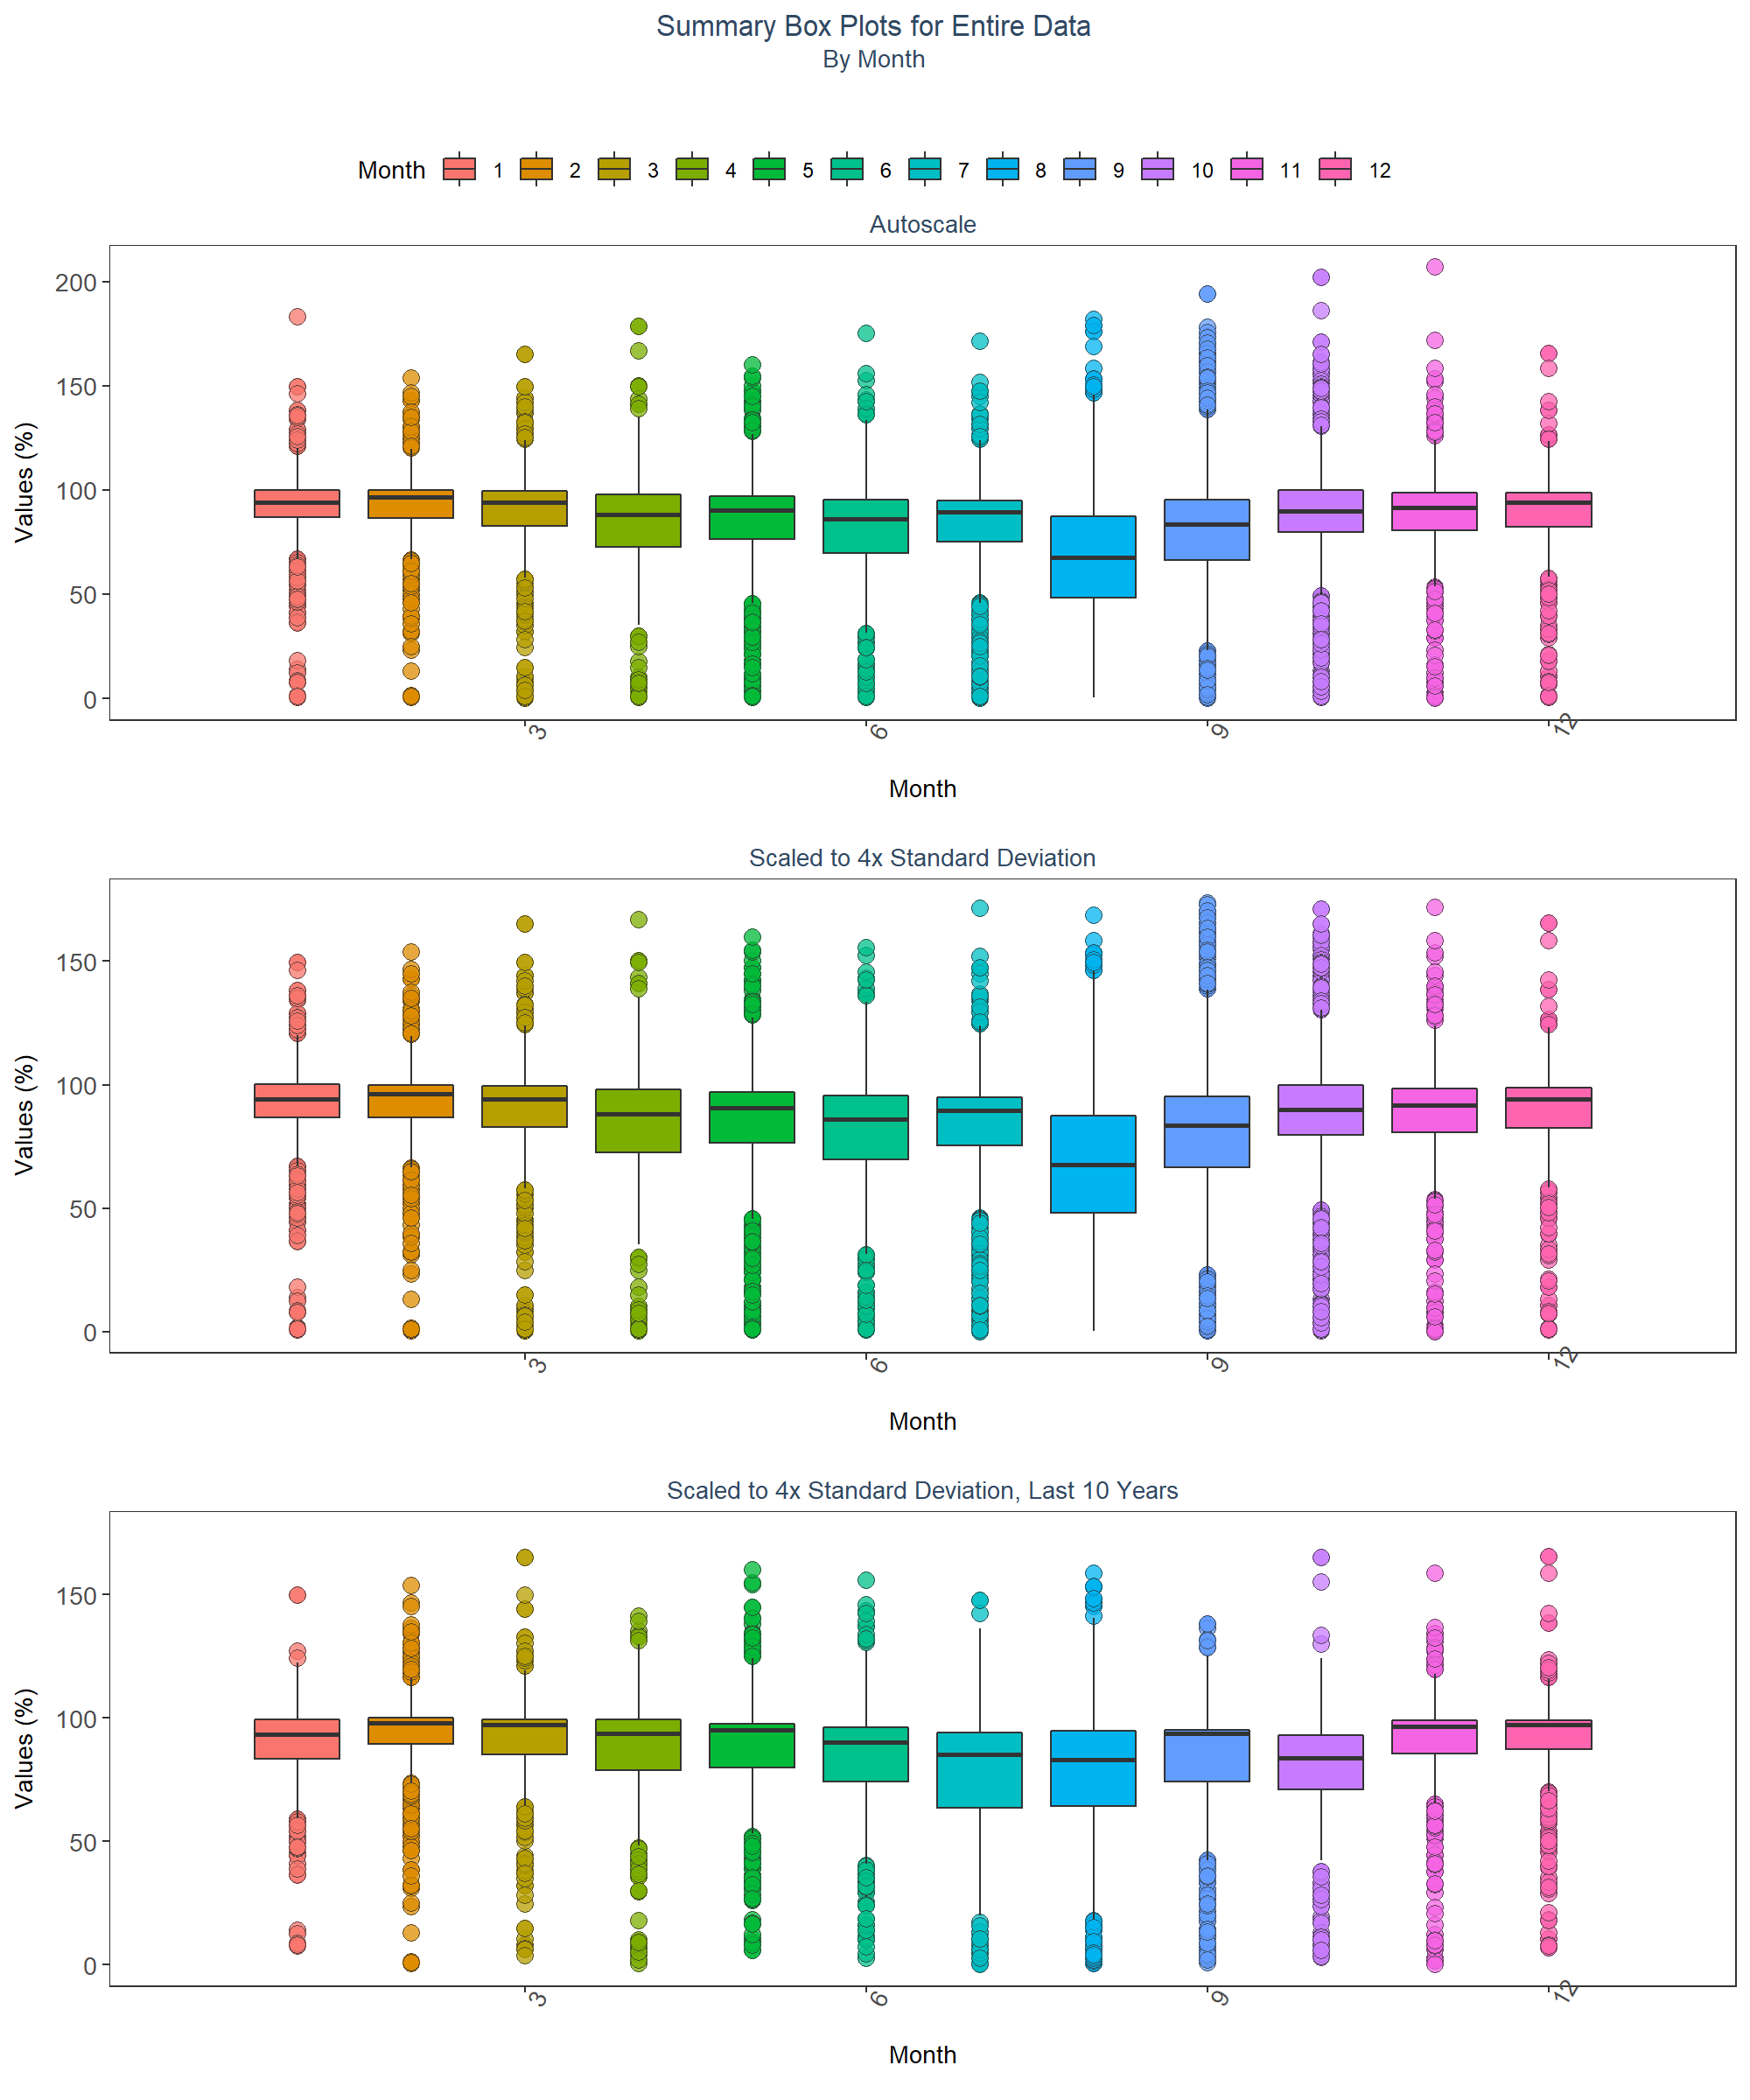 Summary Box Plots for Entire Data
By Month
Month 1 2 3 4 5 6 7 8 9 10 11 12
Autoscale
Values (%)
200
150
100
50
0
3 6 9 12
Month
Scaled to 4x Standard Deviation
Values (%)
150
100
50
0
3 6 9 12
Month
Scaled to 4x Standard Deviation, Last 10 Years
Values (%)
150
100
50
0
3 6 9 12
Month